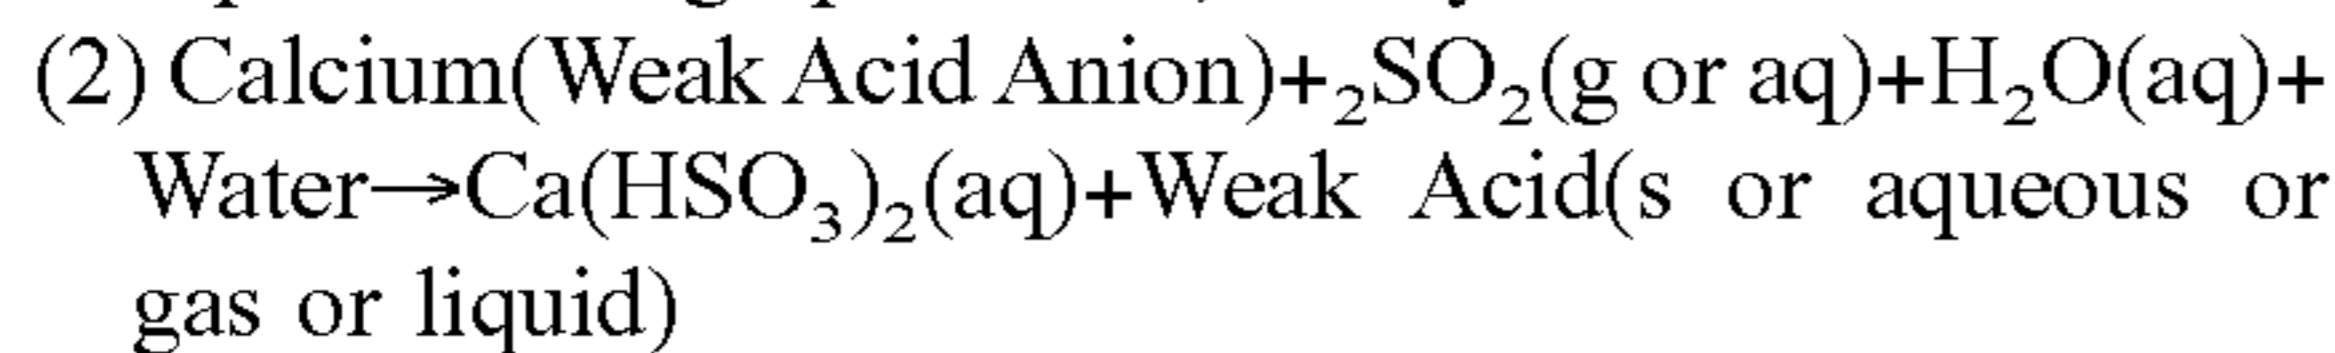 (2) Calcium(Weak Acid Anion)+₂SO₂(g or aq)+H₂O(aq)+
Water→Ca(HSO₃)₂(aq)+Weak Acid(s or aqueous or
gas or liquid)